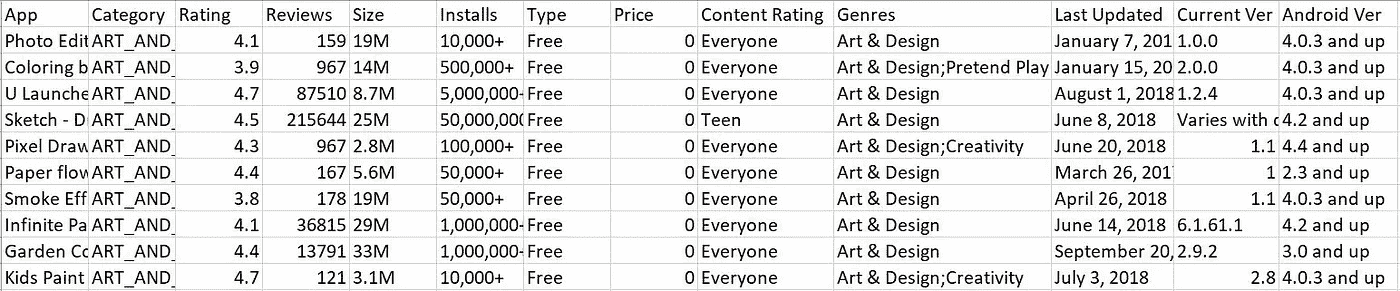 App Category Rating Reviews Size Installs Type Price Content Rating Genres Last Updated Current Ver Android Ver
Photo Edit ART_AND_ 4.1 159 19M 10,000+ Free 0 Everyone Art & Design January 7, 201 1.0.0 4.0.3 and up
Coloring b ART_AND_ 3.9 967 14M 500,000+ Free 0 Everyone Art & Design;Pretend Play January 15, 20 2.0.0 4.0.3 and up
U Launche ART_AND_ 4.7 87510 8.7M 5,000,000+ Free 0 Everyone Art & Design August 1, 2018 1.2.4 4.0.3 and up
Sketch - D ART_AND_ 4.5 215644 25M 50,000,000 Free 0 Teen Art & Design June 8, 2018 Varies with d 4.2 and up
Pixel Draw ART_AND_ 4.3 967 2.8M 100,000+ Free 0 Everyone Art & Design;Creativity June 20, 2018 1.1 4.4 and up
Paper flow ART_AND_ 4.4 167 5.6M 50,000+ Free 0 Everyone Art & Design March 26, 201 1 2.3 and up
Smoke Eff ART_AND_ 3.8 178 19M 50,000+ Free 0 Everyone Art & Design April 26, 2018 1.1 4.0.3 and up
Infinite Pa ART_AND_ 4.1 36815 29M 1,000,000+ Free 0 Everyone Art & Design June 14, 2018 6.1.61.1 4.2 and up
Garden Co ART_AND_ 4.4 13791 33M 1,000,000+ Free 0 Everyone Art & Design September 20, 2.9.2 3.0 and up
Kids Paint ART_AND_ 4.7 121 3.1M 10,000+ Free 0 Everyone Art & Design;Creativity July 3, 2018 2.8 4.0.3 and up